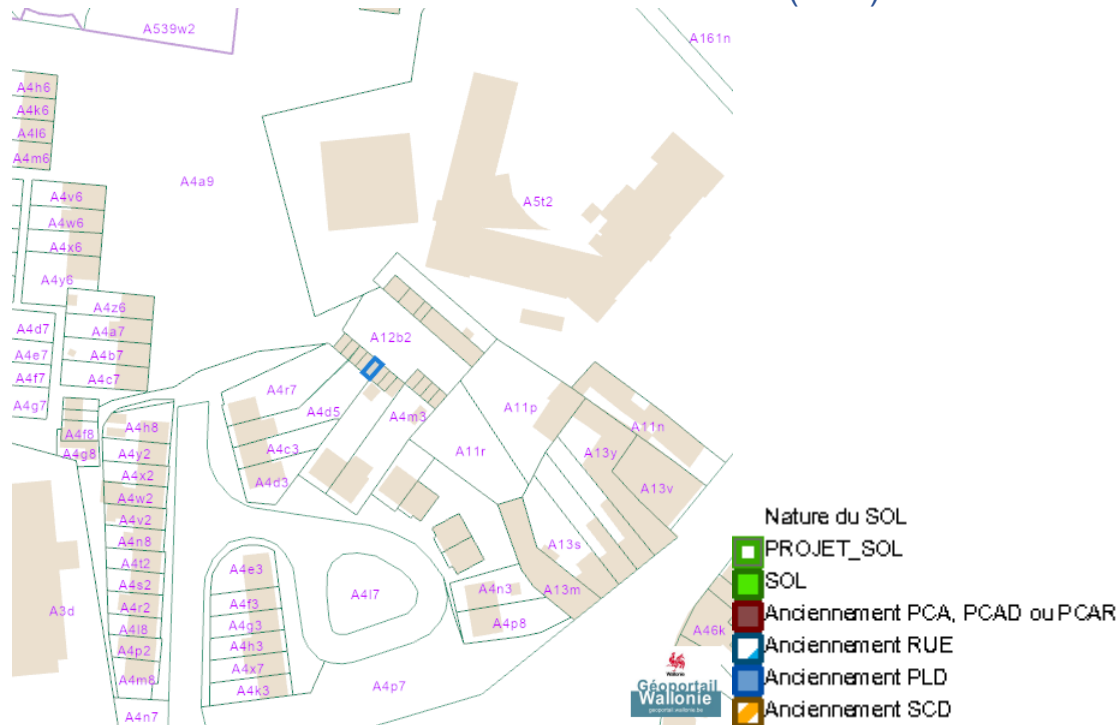 A539w2
A161n
A4h6
A4k6
A4l6
A4m6
A4a9
A4v6
A4w6
A4x6
A4y6
A5t2
A4z6
A4a7
A4b7
A4c7
A4d7
A4e7
A4f7
A4g7
A12b2
A4r7
A4d5
A4m3
A11p
A11n
A4f8
A4g8
A4h8
A4y2
A4x2
A4w2
A4v2
A4n8
A4t2
A4s2
A4r2
A4l8
A4p2
A4m8
A4n7
A4c3
A4d3
A11r
A13y
A13v
A13s
A13m
A3d
A4e3
A4f3
A4g3
A4h3
A4x7
A4k3
A4l7
A4n3
A4p8
A4p7
A46k
Wallonie
Géoportail
Wallonie
geoportail.wallonie.be
Nature du SOL
PROJET_SOL
SOL
Anciennement PCA, PCAD ou PCAR
Anciennement RUE
Anciennement PLD
Anciennement SCD